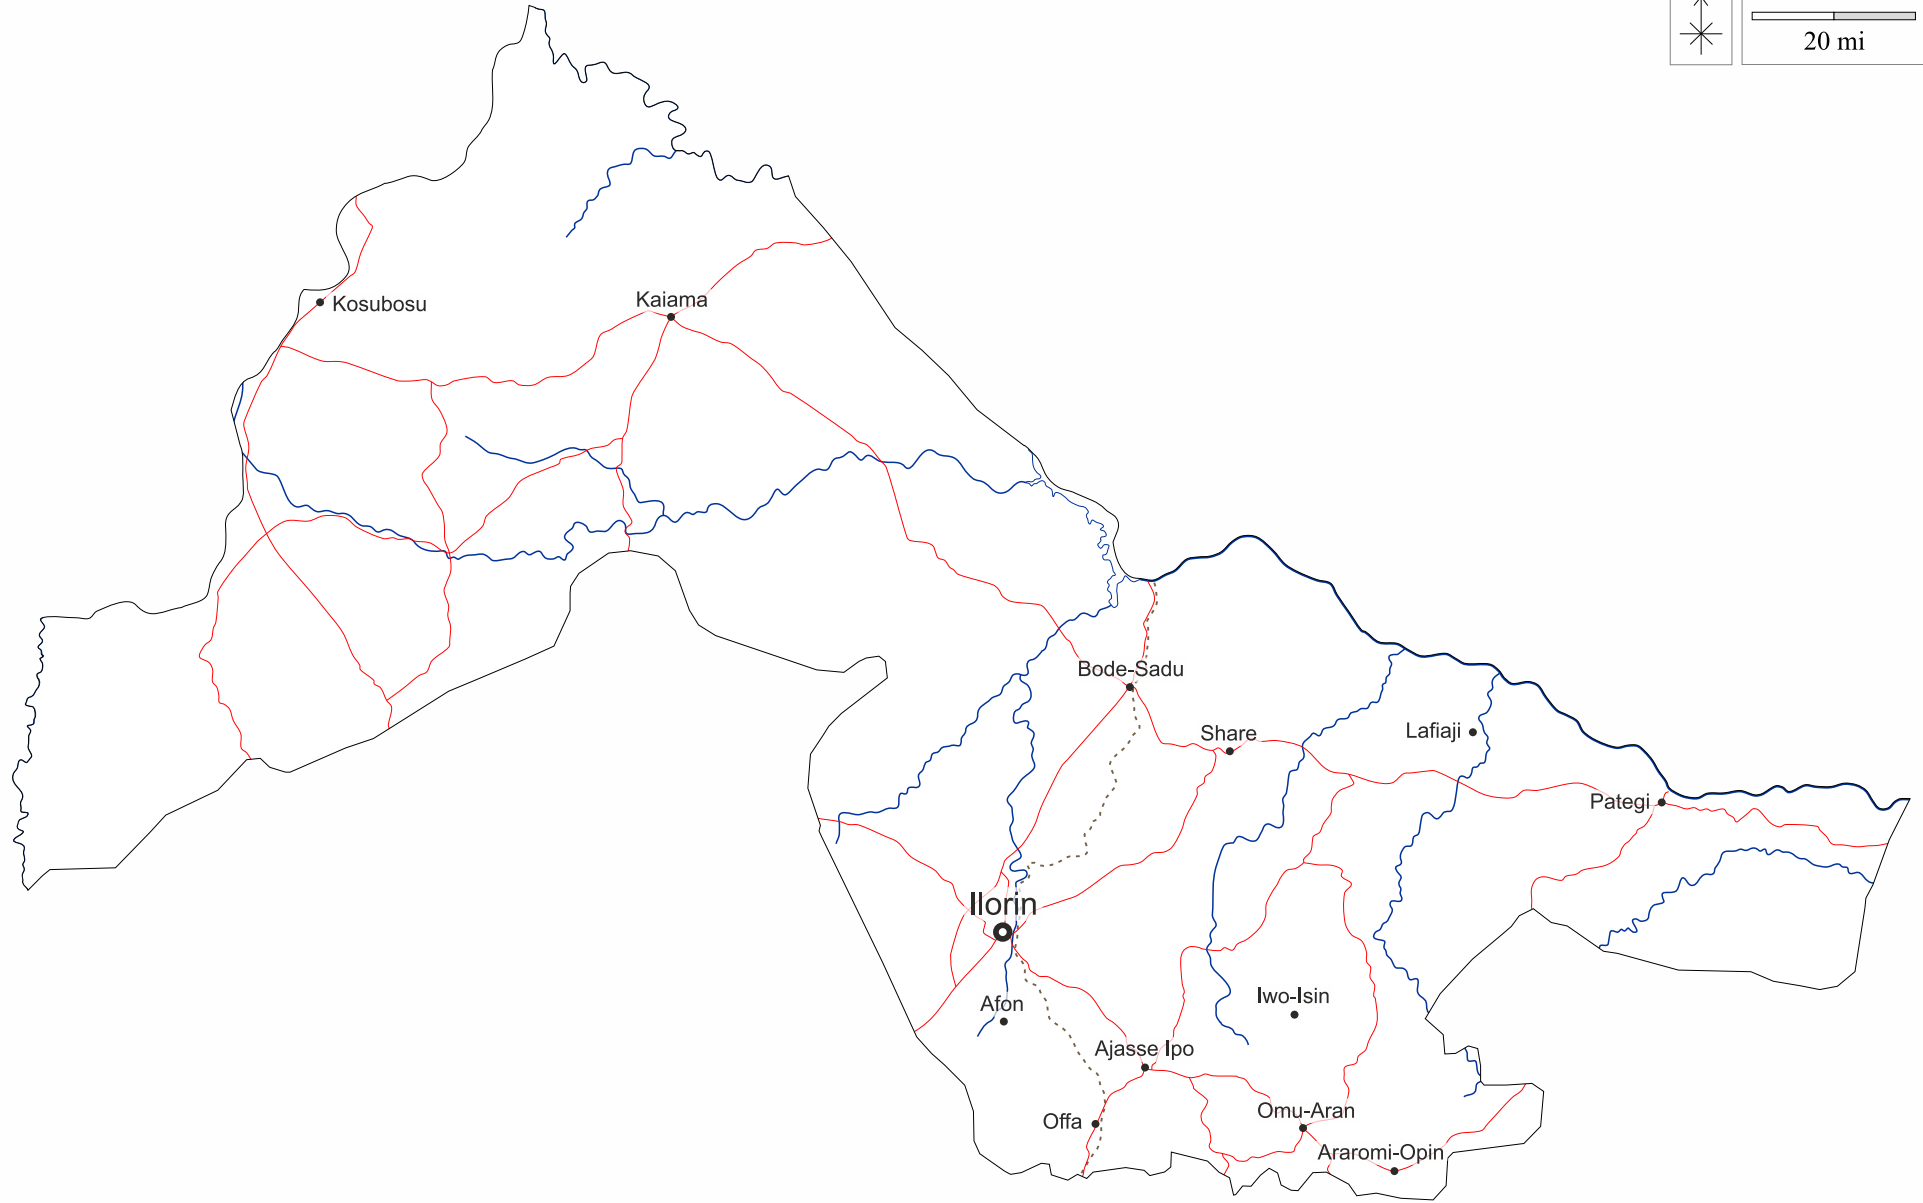 20 mi
Kosubosu
Kaiama
Bode-Sadu
Share
Lafiaji
Pategi
Ilorin
Afon
Iwo-Isin
Ajasse Ipo
Offa
Omu-Aran
Araromi-Opin